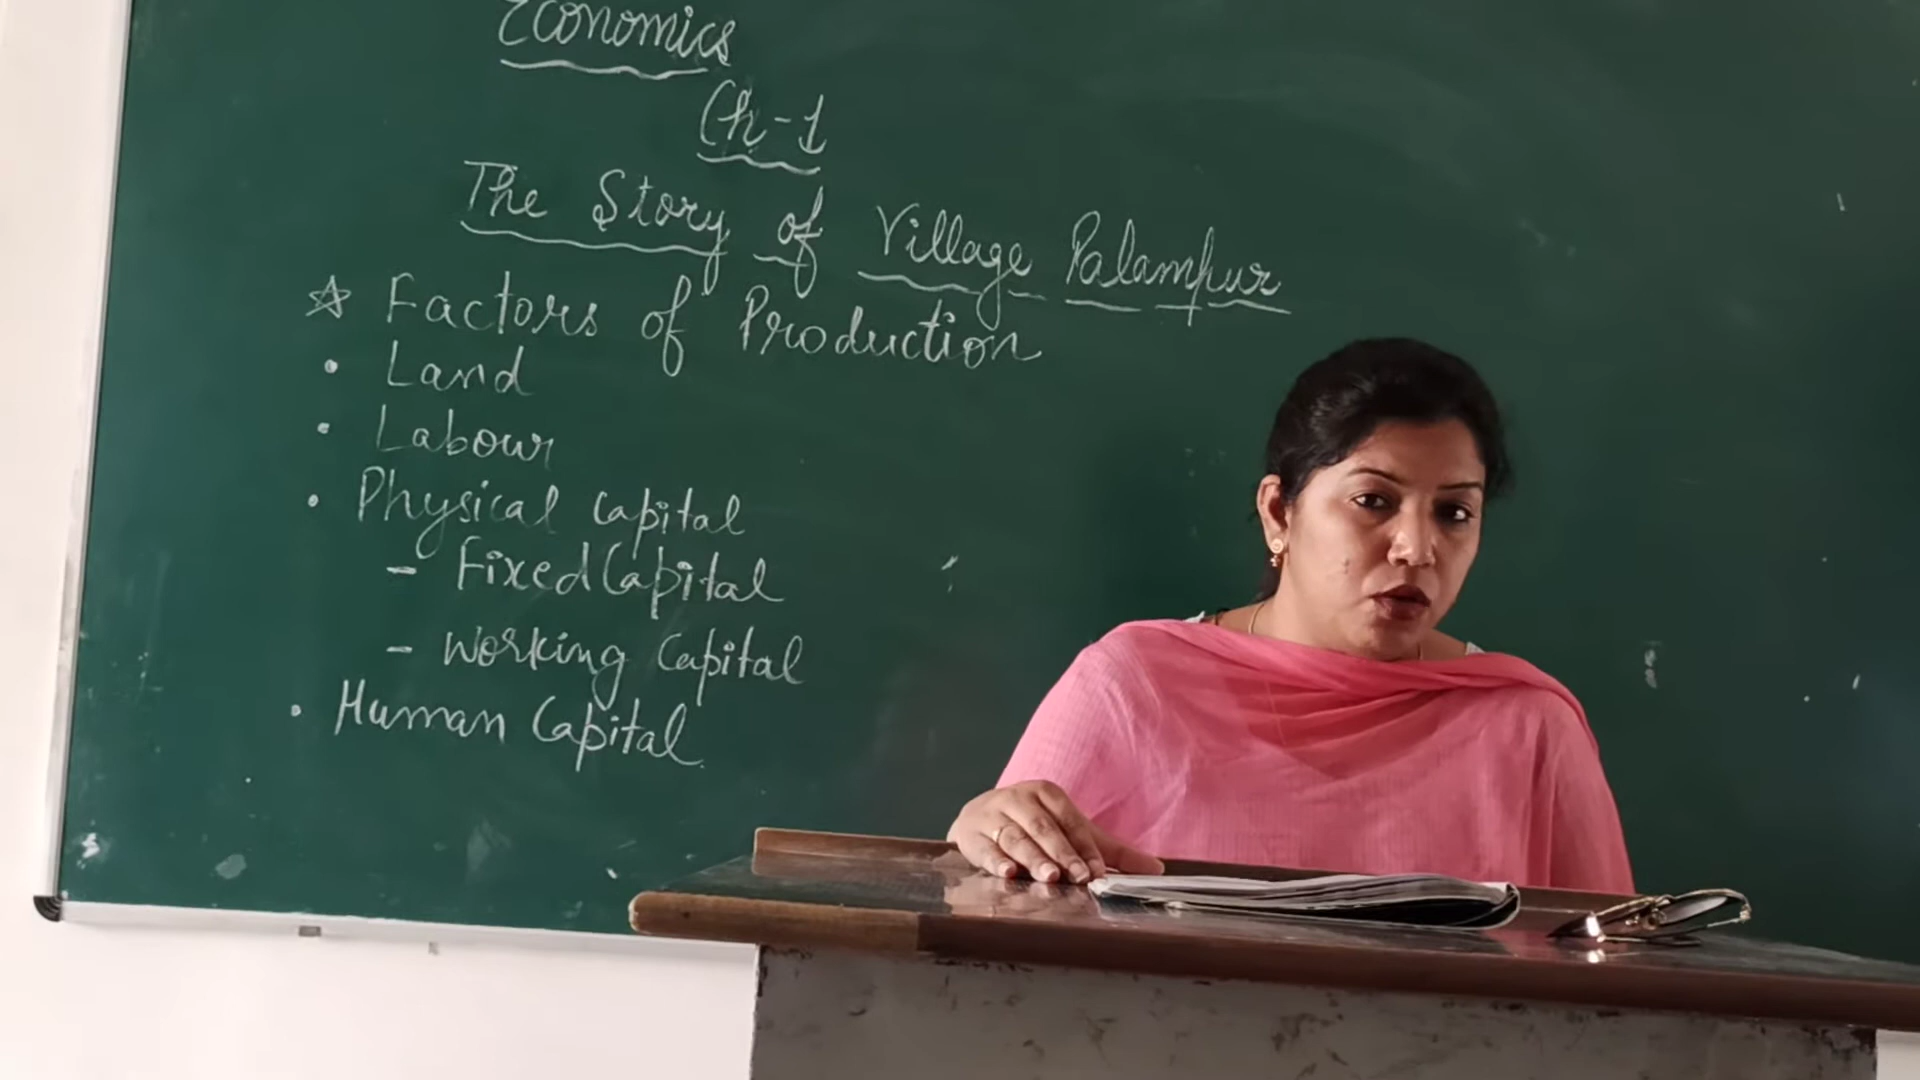 Economics
Ch-1
The Story of Village Palampur
☆ Factors of Production
• Land
• Labour
• Physical Capital
- Fixed Capital
- Working Capital
• Human Capital.